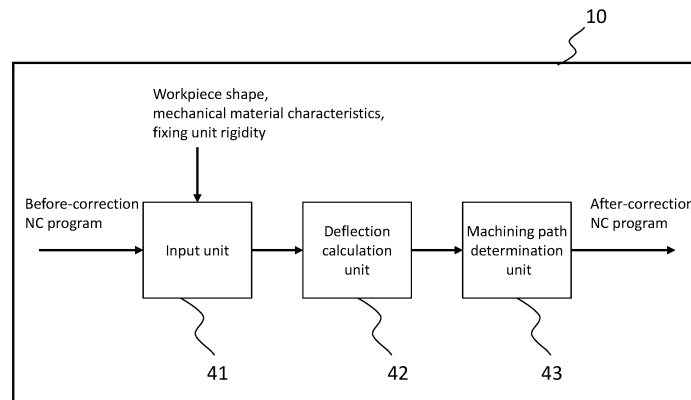 10
Workpiece shape,
mechanical material characteristics,
fixing unit rigidity
Before-correction
NC program
Input unit
Deflection
calculation
unit
Machining path
determination
unit
After-correction
NC program
41
42
43